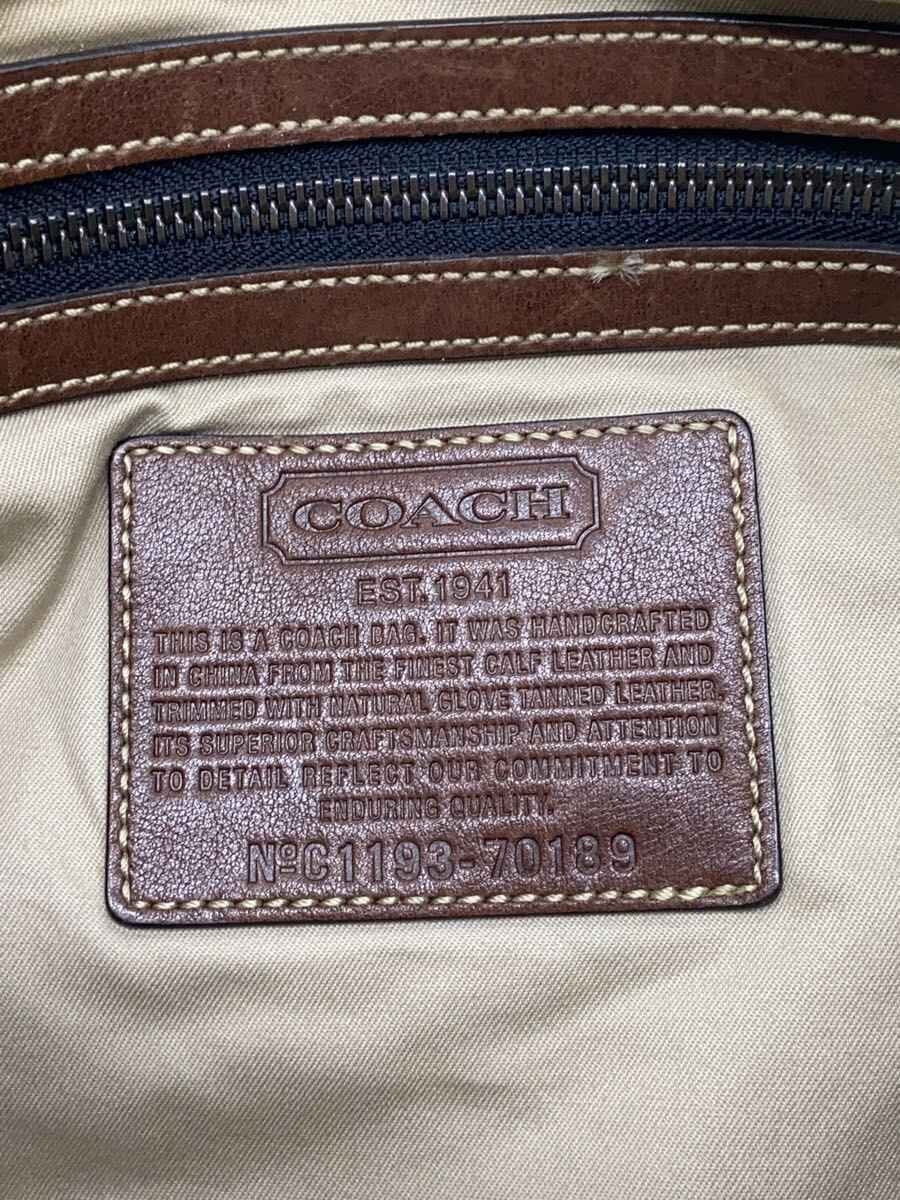 COACH
EST. 1941
THIS IS A COACH BAG. IT WAS HANDCRAFTED
IN CHINA FROM THE FINEST CALF LEATHER AND
TRIMMED WITH NATURAL GLOVE TANNED LEATHER.
ITS SUPERIOR CRAFTSMANSHIP AND ATTENTION
TO DETAIL REFLECT OUR COMMITMENT TO
ENDURING QUALITY.
Nº C1193-70189